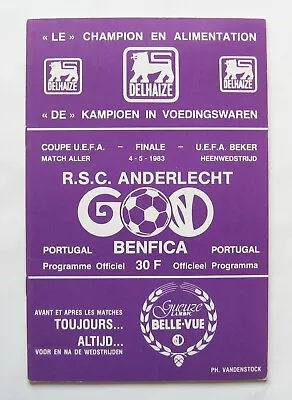 « LE » CHAMPION EN ALIMENTATION
DELHAIZE DELHAIZE DELHAIZE
« DE » KAMPIOEN IN VOEDINGSWAREN
COUPE U.E.F.A. - FINALE - U.E.F.A. BEKER
MATCH ALLER 4 - 5 - 1983 HEENWEDSTRIJD
R.S.C. ANDERLECHT
BENFICA
PORTUGAL PORTUGAL
Programme Officiel 30 F Officieel Programma
AVANT ET APRES LES MATCHES
TOUJOURS...
ALTIJD...
VOOR EN NA DE WEDSTRIJDEN
Gueuze
LAMBIC
BELLE-VUE
PH. VANDENSTOCK